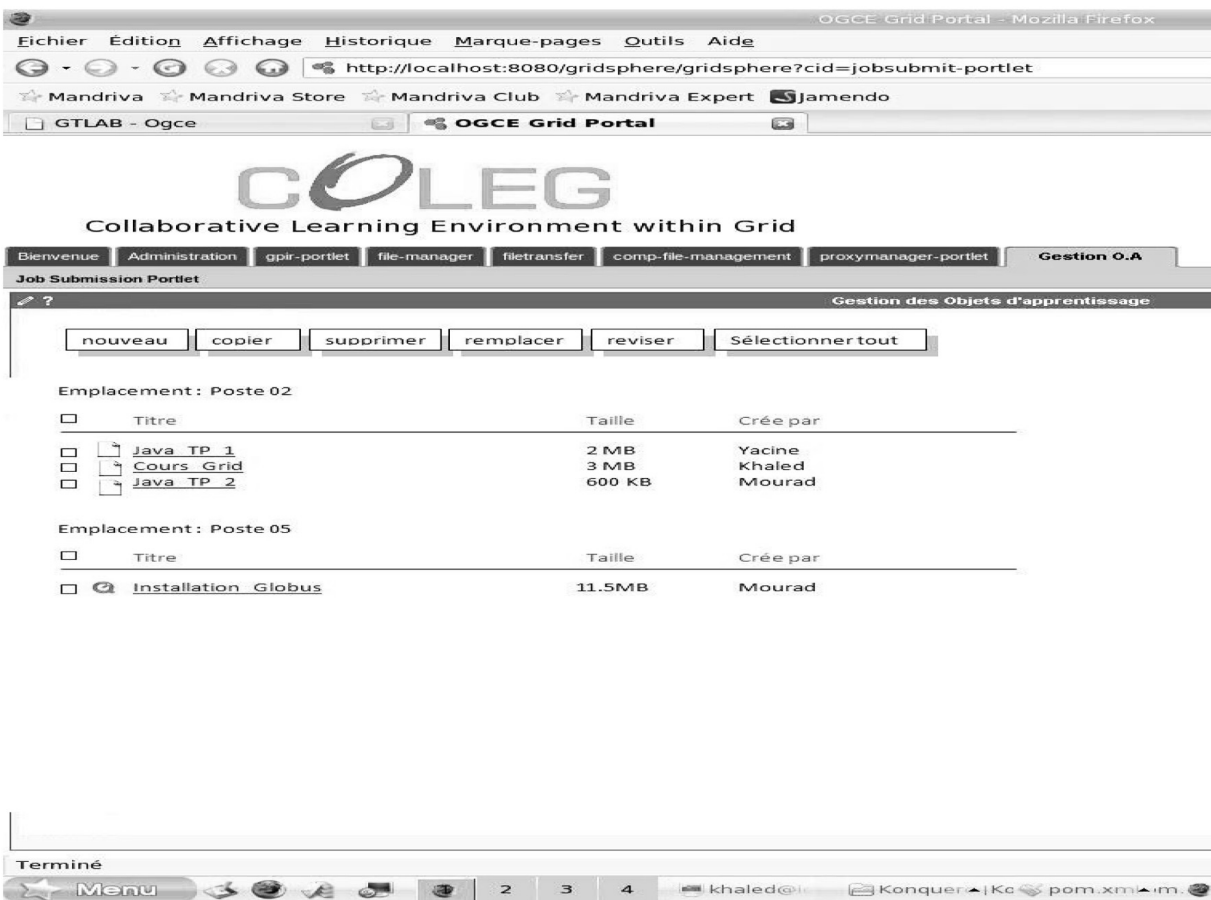 OGCE Grid Portal - Mozilla Firefox
Eichier Édition Affichage Historique Marque-pages Outils Aide
http://localhost:8080/gridsphere/gridsphere?cid=jobsubmit-portlet
Mandriva Mandriva Store Mandriva Club Mandriva Expert Jamendo
GTLAB - Ogce OGCE Grid Portal
COLEG
Collaborative Learning Environment within Grid
Bienvenue Administration gpir-portlet file-manager filetransfer comp-file-management proxymanager-portlet Gestion O.A
Job Submission Portlet
? Gestion des Objets d'apprentissage
nouveau copier supprimer remplacer reviser Sélectionner tout
Emplacement : Poste 02
Titre Taille Crée par
Java TP 1 2 MB Yacine
Cours Grid 3 MB Khaled
Java TP 2 600 KB Mourad
Emplacement : Poste 05
Titre Taille Crée par
Installation Globus 11.5MB Mourad
Terminé
Menu 2 3 4 khaled@ Konquer Kc pom.xml